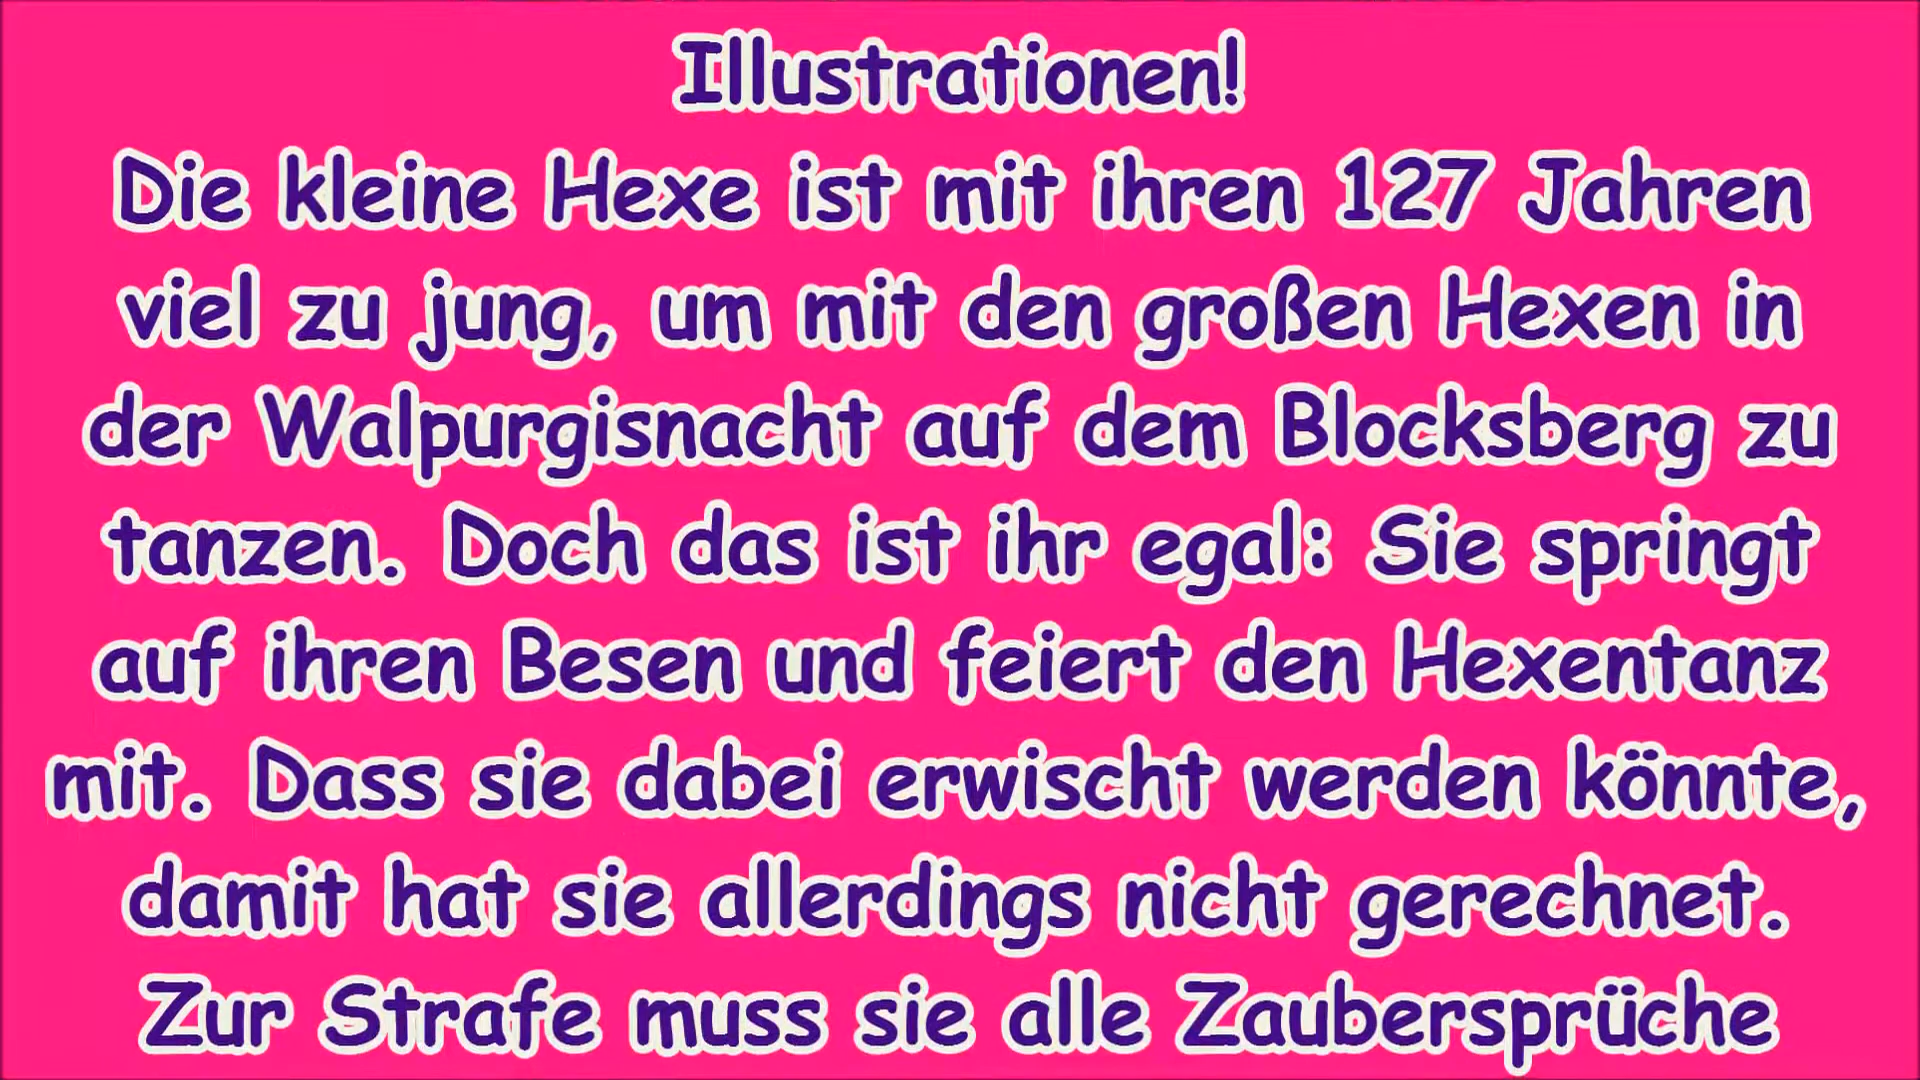 Illustrationen!
Die kleine Hexe ist mit ihren 127 Jahren
viel zu jung, um mit den großen Hexen in
der Walpurgisnacht auf dem Blocksberg zu
tanzen. Doch das ist ihr egal: Sie springt
auf ihren Besen und feiert den Hexentanz
mit. Dass sie dabei erwischt werden könnte,
damit hat sie allerdings nicht gerechnet.
Zur Strafe muss sie alle Zaubersprüche